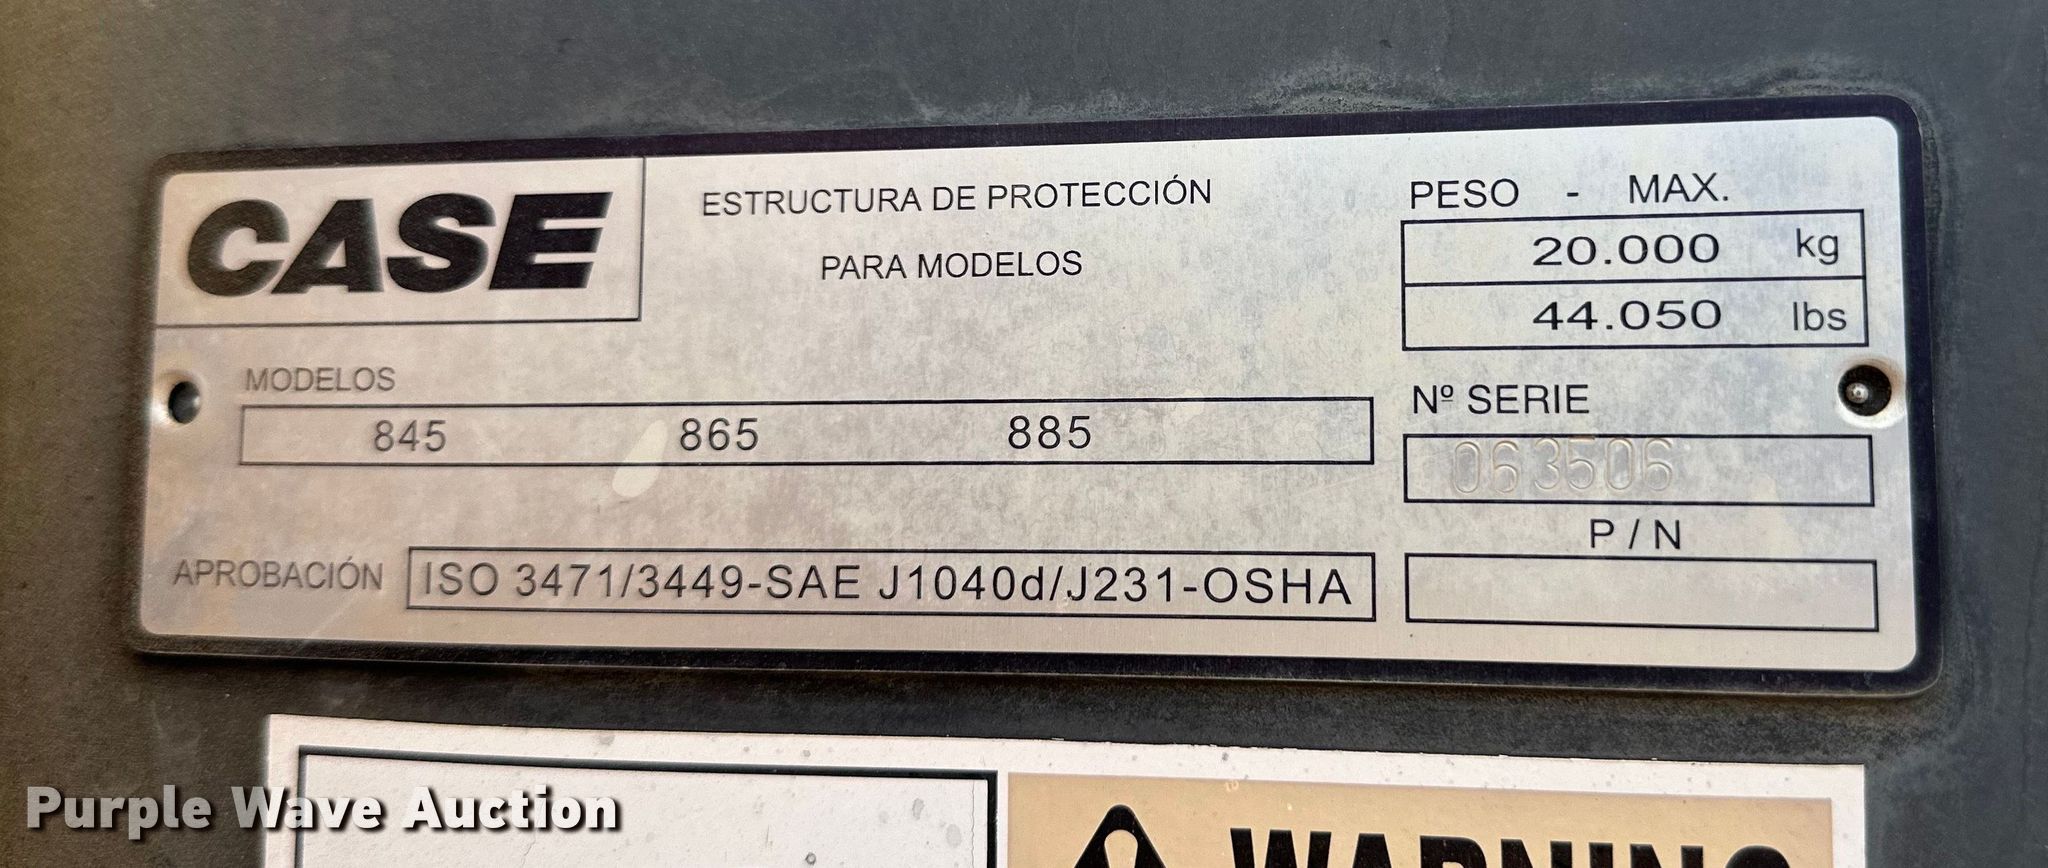 CASE
ESTRUCTURA DE PROTECCIÓN
PARA MODELOS
PESO - MAX.
20.000 kg
44.050 lbs
MODELOS
845 865 885
Nº SERIE
063506
P / N
APROBACIÓN ISO 3471/3449-SAE J1040d/J231-OSHA
WARNING
Purple Wave Auction